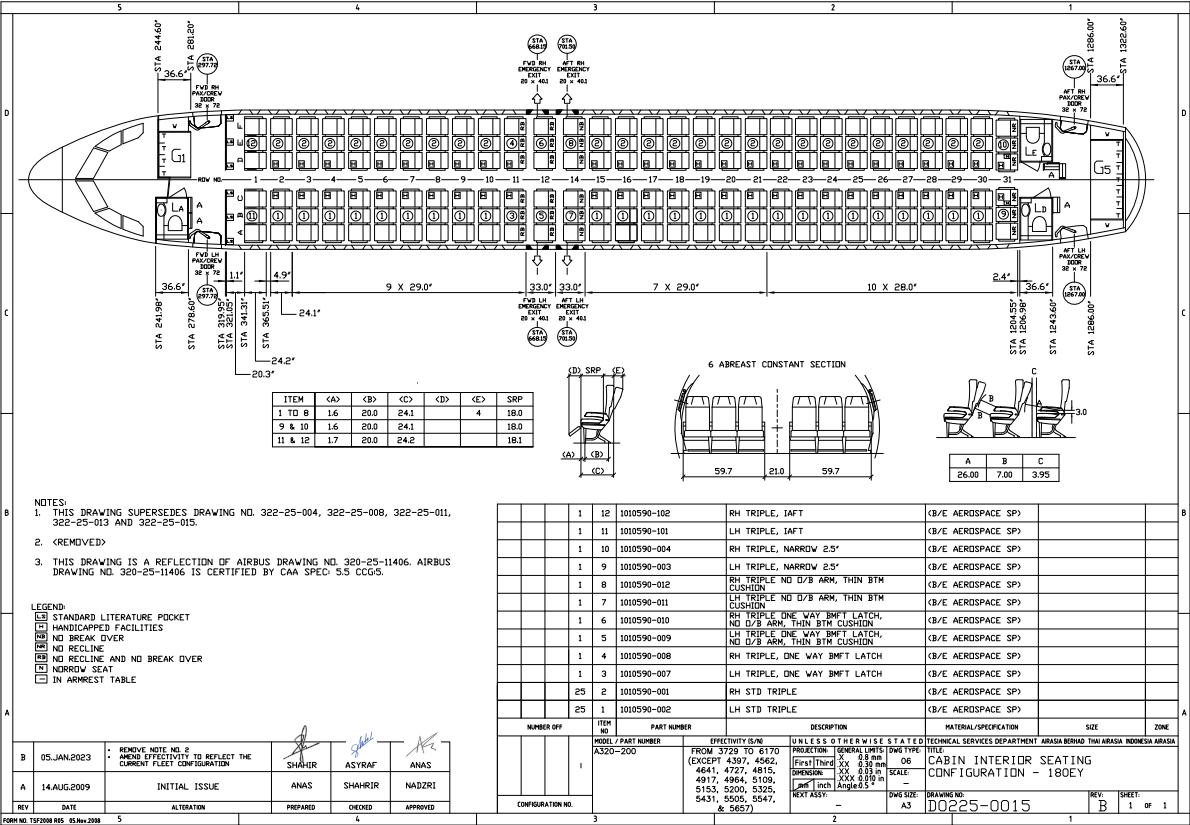 5 4 3 2 1
STA 244.60"
STA 281.20"
36.6"
STA 297.72
FWD RH
PAX/CREW
DOOR
32 x 72
STA 668.15
FWD RH
EMERGENCY
EXIT
20 x 40.1
STA 701.50
AFT RH
EMERGENCY
EXIT
20 x 40.1
STA 1267.00
AFT RH
PAX/CREW
DOOR
32 x 72
STA 1286.00"
STA 1322.60"
36.6"
D D
G1
LA
F
E
D
ROW NO.
1 2 3 4 5 6 7 8 9 10 11 12 14 15 16 17 18 19 20 21 22 23 24 25 26 27 28 29 30 31
C
B
A
LE
LD
G5
FWD LH
PAX/CREW
DOOR
32 x 72
STA 297.72
AFT LH
PAX/CREW
DOOR
32 x 72
STA 1267.00
36.6" 1.1" 4.9" 9 X 29.0" 33.0" 33.0" 7 X 29.0" 10 X 28.0" 2.4" 36.6"
FWD LH
EMERGENCY
EXIT
20 x 40.1
STA 668.15
AFT LH
EMERGENCY
EXIT
20 x 40.1
STA 701.50
STA 241.98"
STA 278.60"
STA 319.95"
STA 321.05"
STA 341.31"
STA 365.51"
24.1"
24.2"
20.3"
STA 1204.55"
STA 1206.98"
STA 1243.60"
STA 1286.00"
C C
ITEM <A> <B> <C> <D> <E> SRP
1 TO 8 1.6 20.0 24.1 4 18.0
9 & 10 1.6 20.0 24.1 18.0
11 & 12 1.7 20.0 24.2 18.1
(D) SRP (E)
(A) (B)
(C)
6 ABREAST CONSTANT SECTION
59.7 21.0 59.7
C
B
A
B
3.0
A B C
26.00 7.00 3.95
B B
NOTES:
1. THIS DRAWING SUPERSEDES DRAWING NO. 322-25-004, 322-25-008, 322-25-011,
322-25-013 AND 322-25-015.
2. <REMOVED>
3. THIS DRAWING IS A REFLECTION OF AIRBUS DRAWING NO. 320-25-11406. AIRBUS
DRAWING NO. 320-25-11406 IS CERTIFIED BY CAA SPEC: 5.5 CCG:5.
LEGEND:
LS STANDARD LITERATURE POCKET
H HANDICAPPED FACILITIES
NB NO BREAK OVER
NR NO RECLINE
RB NO RECLINE AND NO BREAK OVER
N NORROW SEAT
IN ARMREST TABLE
1 12 1010590-102 RH TRIPLE, IAFT (B/E AEROSPACE SP)
1 11 1010590-101 LH TRIPLE, IAFT (B/E AEROSPACE SP)
1 10 1010590-004 RH TRIPLE, NARROW 2.5" (B/E AEROSPACE SP)
1 9 1010590-003 LH TRIPLE, NARROW 2.5" (B/E AEROSPACE SP)
1 8 1010590-012 RH TRIPLE NO O/B ARM, THIN BTM
CUSHION (B/E AEROSPACE SP)
1 7 1010590-011 LH TRIPLE NO O/B ARM, THIN BTM
CUSHION (B/E AEROSPACE SP)
1 6 1010590-010 RH TRIPLE ONE WAY BMFT LATCH,
NO O/B ARM, THIN BTM CUSHION (B/E AEROSPACE SP)
1 5 1010590-009 LH TRIPLE ONE WAY BMFT LATCH,
NO O/B ARM, THIN BTM CUSHION (B/E AEROSPACE SP)
1 4 1010590-008 RH TRIPLE, ONE WAY BMFT LATCH (B/E AEROSPACE SP)
1 3 1010590-007 LH TRIPLE, ONE WAY BMFT LATCH (B/E AEROSPACE SP)
25 2 1010590-001 RH STD TRIPLE (B/E AEROSPACE SP)
25 1 1010590-002 LH STD TRIPLE (B/E AEROSPACE SP)
NUMBER OFF ITEM NO PART NUMBER DESCRIPTION MATERIAL/SPECIFICATION SIZE ZONE
A A
B 05.JAN.2023 • REMOVE NOTE NO. 2
• AMEND EFFECTIVITY TO REFLECT THE
CURRENT FLEET CONFIGURATION
SHAHIR ASYRAF ANAS
A 14.AUG.2009 INITIAL ISSUE ANAS SHAHRIR NADZRI
REV DATE ALTERATION PREPARED CHECKED APPROVED
CONFIGURATION NO.
MODEL / PART NUMBER
A320-200
EFFECTIVITY (S/N)
FROM 3729 TO 6170
(EXCEPT 4397, 4562,
4641, 4727, 4815,
4917, 4964, 5109,
5153, 5200, 5325,
5431, 5505, 5547,
& 5657)
UNLESS OTHERWISE STATED
PROJECTION:
First Third
DIMENSION:
mm inch
GENERAL LIMITS:
.X 0.8 mm
.XX 0.30 mm
.XX 0.03 in
.XXX 0.010 in
Angle:0.5 °
DWG TYPE:
06
SCALE:
-
NEXT ASSY:
-
DWG SIZE:
A3
TECHNICAL SERVICES DEPARTMENT AIRASIA BERHAD THAI AIRASIA INDONESIA AIRASIA
TITLE:
CABIN INTERIOR SEATING
CONFIGURATION - 180EY
DRAWING NO:
D0225-0015
REV:
B
SHEET:
1 OF 1
FORM NO. TSF2008 R05 05.Nov.2008 5 4 3 2 1